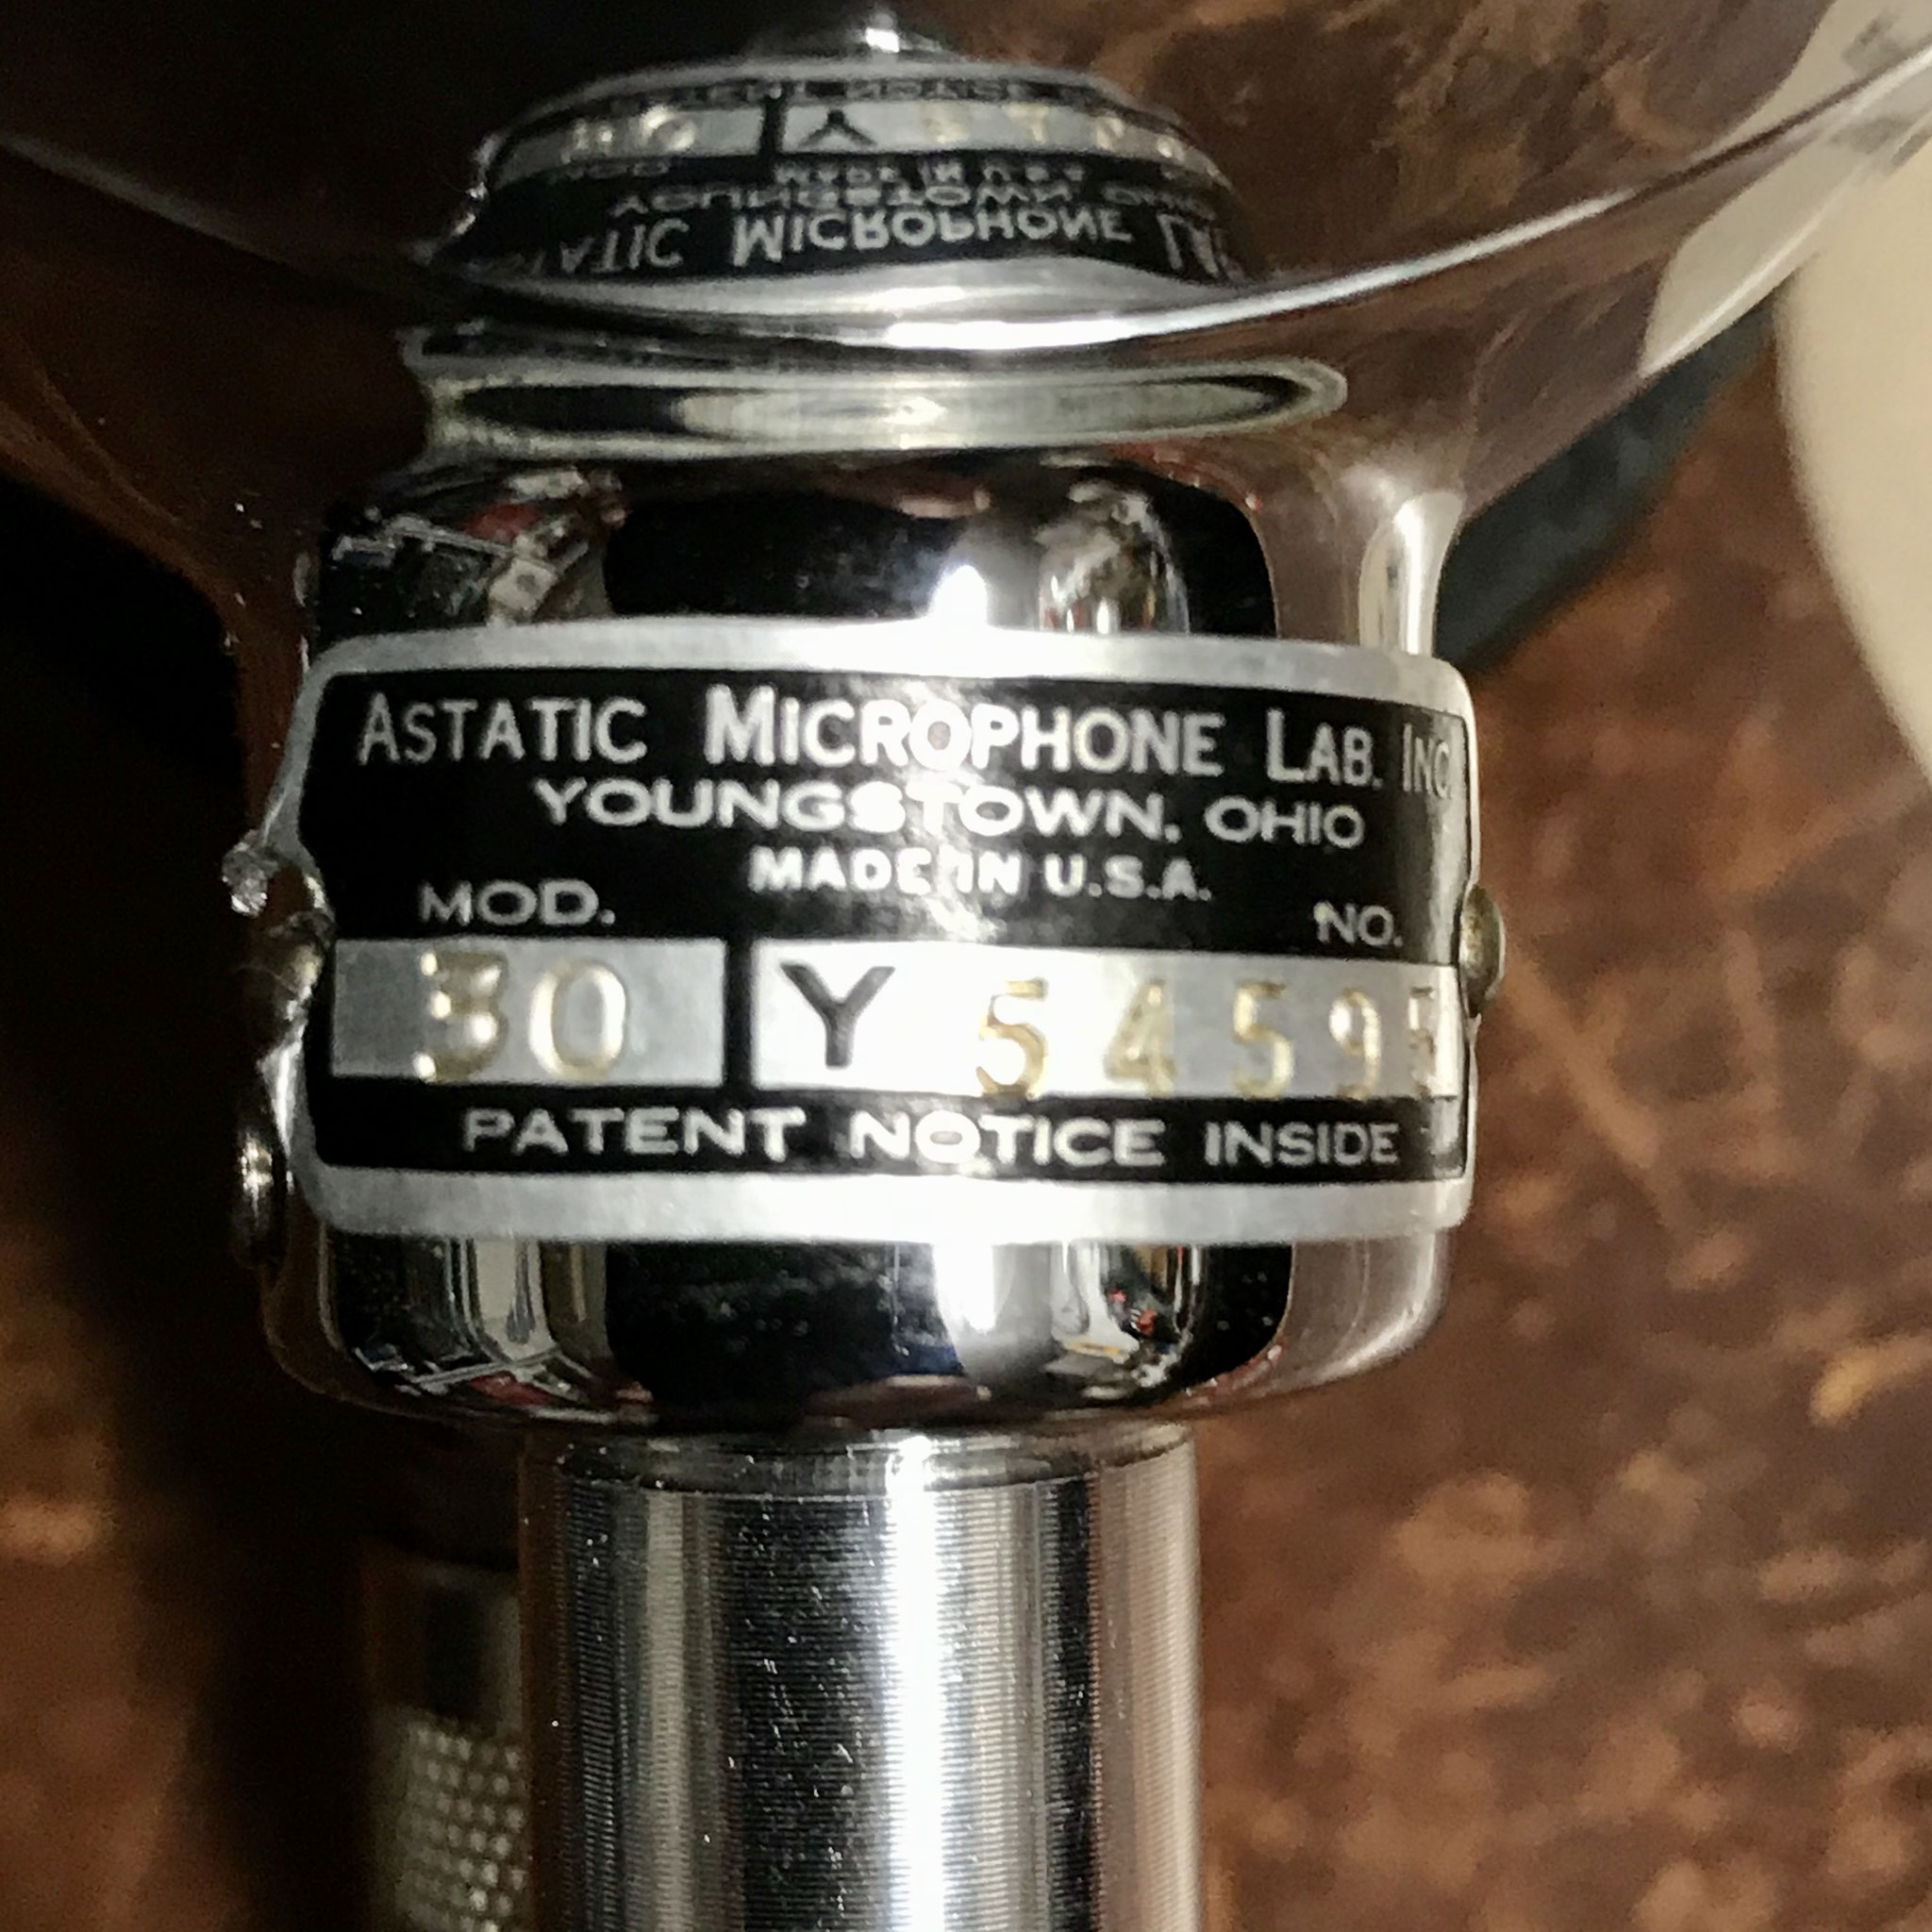 ASTATIC MICROPHONE LAB. INC.
YOUNGSTOWN, OHIO
MADE IN U.S.A.
MOD. NO.
30 Y 5459
PATENT NOTICE INSIDE